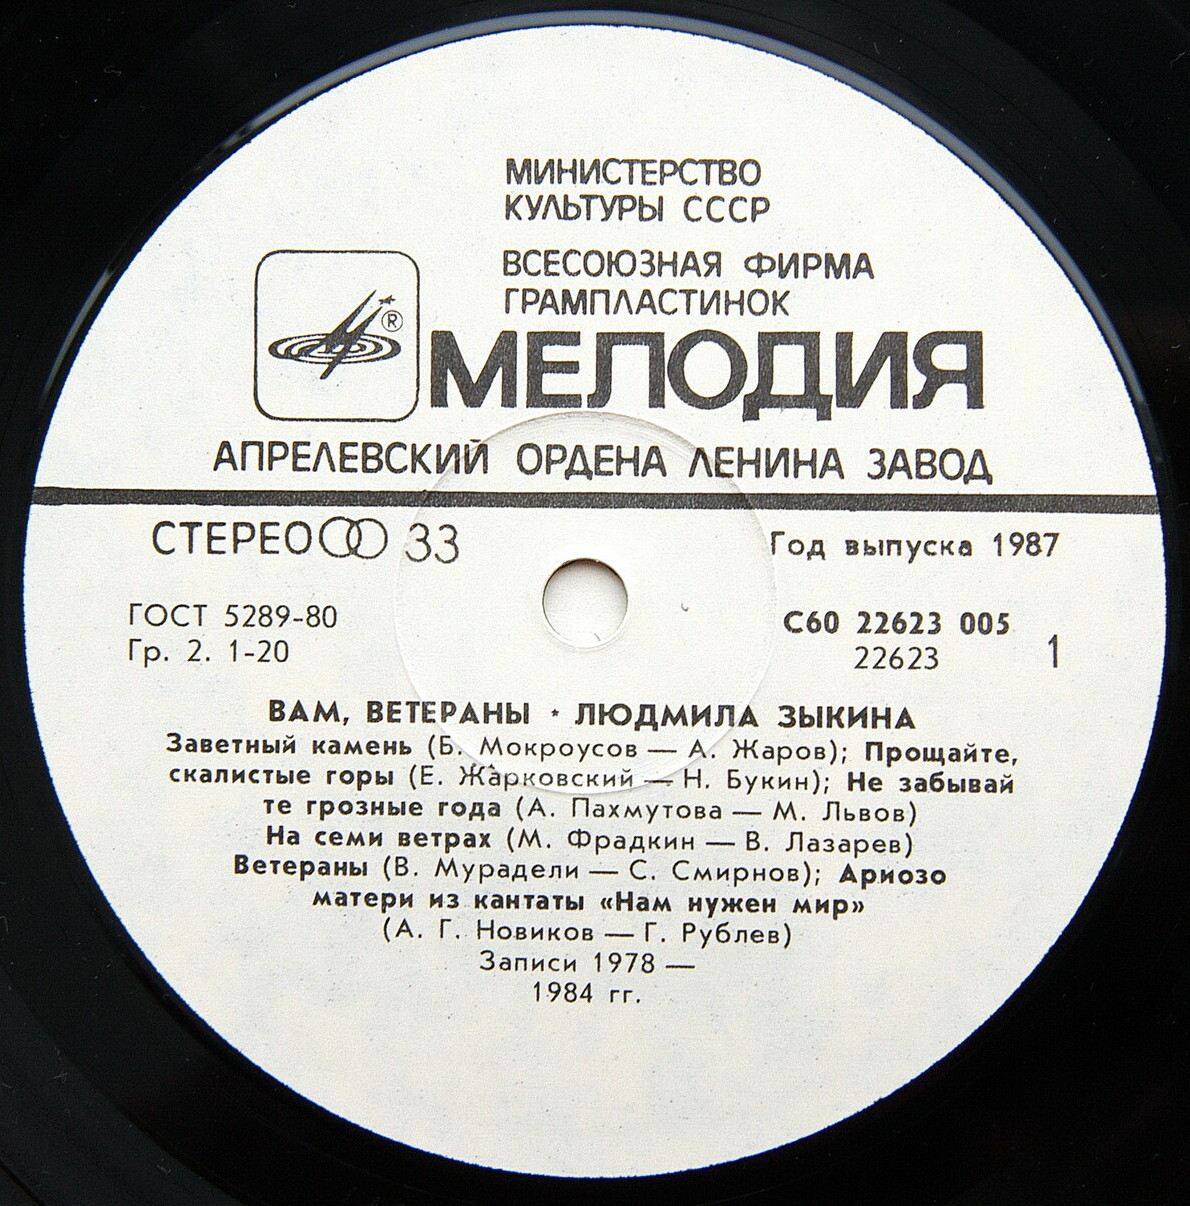 МИНИСТЕРСТВО
КУЛЬТУРЫ СССР
ВСЕСОЮЗНАЯ ФИРМА
ГРАМПЛАСТИНОК
®
МЕЛОДИЯ
АПРЕЛЕВСКИЙ ОРДЕНА ЛЕНИНА ЗАВОД
СТЕРЕО 33
Год выпуска 1987
ГОСТ 5289-80
Гр. 2. 1-20
С60 22623 005
22623
1
ВАМ, ВЕТЕРАНЫ * ЛЮДМИЛА ЗЫКИНА
Заветный камень (Б. Мокроусов — А. Жаров); Прощайте,
скалистые горы (Е. Жарковский — Н. Букин); Не забывай
те грозные года (А. Пахмутова — М. Львов)
На семи ветрах (М. Фрадкин — В. Лазарев)
Ветераны (В. Мурадели — С. Смирнов); Ариозо
матери из кантаты «Нам нужен мир»
(А. Г. Новиков — Г. Рублев)
Записи 1978 —
1984 гг.